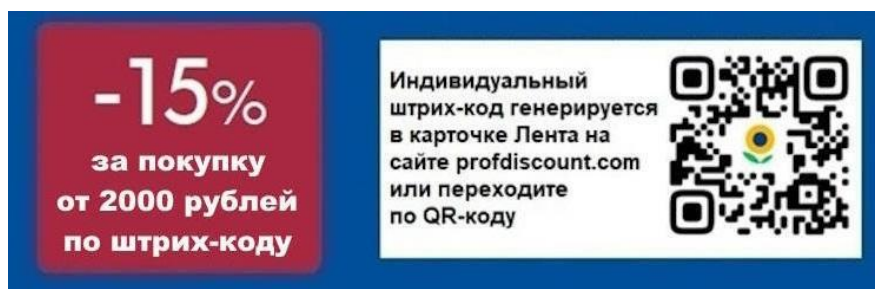 -15%
за покупку
от 2000 рублей
по штрих-коду
Индивидуальный
штрих-код генерируется
в карточке Лента на
сайте profdiscount.com
или переходите
по QR-коду